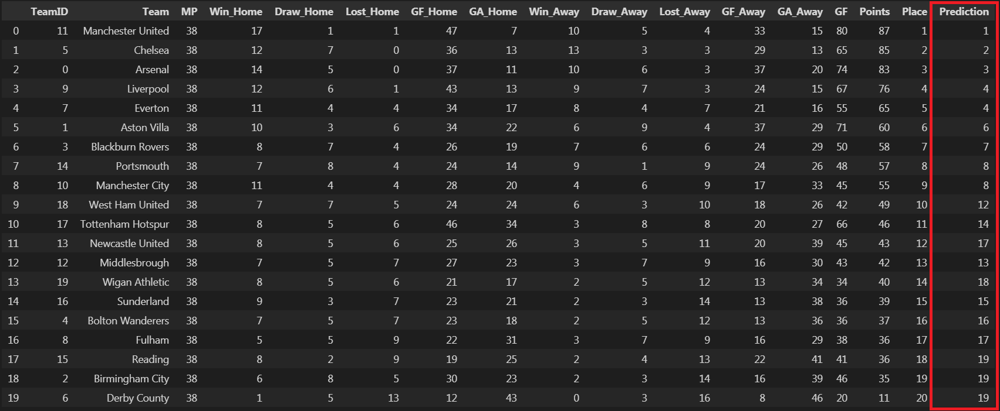 TeamID Team MP Win_Home Draw_Home Lost_Home GF_Home GA_Home Win_Away Draw_Away Lost_Away GF_Away GA_Away GF Points Place Prediction
0 11 Manchester United 38 17 1 1 47 7 10 5 4 33 15 80 87 1 1
1 5 Chelsea 38 12 7 0 36 13 13 3 3 29 13 65 85 2 2
2 0 Arsenal 38 14 5 0 37 11 10 6 3 37 20 74 83 3 3
3 9 Liverpool 38 12 6 1 43 13 9 7 3 24 15 67 76 4 4
4 7 Everton 38 11 4 4 34 17 8 4 7 21 16 55 65 5 4
5 1 Aston Villa 38 10 3 6 34 22 6 9 4 37 29 71 60 6 6
6 3 Blackburn Rovers 38 8 7 4 26 19 7 6 6 24 29 50 58 7 7
7 14 Portsmouth 38 7 8 4 24 14 9 1 9 24 26 48 57 8 8
8 10 Manchester City 38 11 4 4 28 20 4 6 9 17 33 45 55 9 8
9 18 West Ham United 38 7 7 5 24 24 6 3 10 18 26 42 49 10 12
10 17 Tottenham Hotspur 38 8 5 6 46 34 3 8 8 20 27 66 46 11 14
11 13 Newcastle United 38 8 5 6 25 26 3 5 11 20 39 45 43 12 17
12 12 Middlesbrough 38 7 5 7 27 23 3 7 9 16 30 43 42 13 13
13 19 Wigan Athletic 38 8 5 6 21 17 2 5 12 13 34 34 40 14 18
14 16 Sunderland 38 9 3 7 23 21 2 3 14 13 38 36 39 15 15
15 4 Bolton Wanderers 38 7 5 7 23 18 2 5 12 13 36 36 37 16 16
16 8 Fulham 38 5 5 9 22 31 3 7 9 16 29 38 36 17 17
17 15 Reading 38 8 2 9 19 25 2 4 13 22 41 41 36 18 19
18 2 Birmingham City 38 6 8 5 30 23 2 3 14 16 39 46 35 19 19
19 6 Derby County 38 1 5 13 12 43 0 3 16 8 46 20 11 20 19